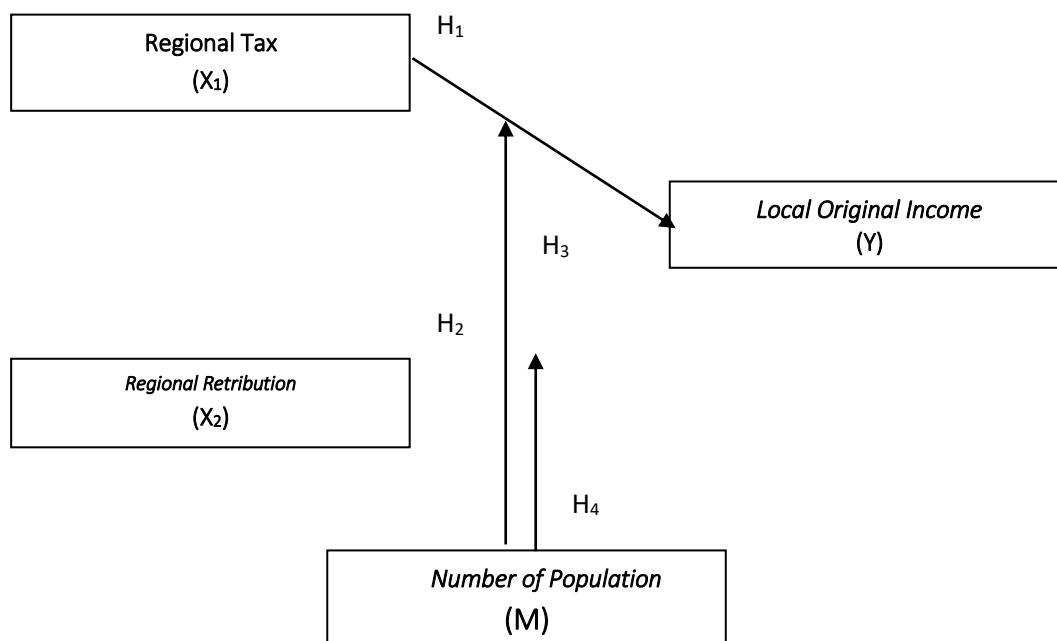 H₁
Regional Tax
(X₁)
Local Original Income
(Y)
H₃
H₂
Regional Retribution
(X₂)
H₄
Number of Population
(M)